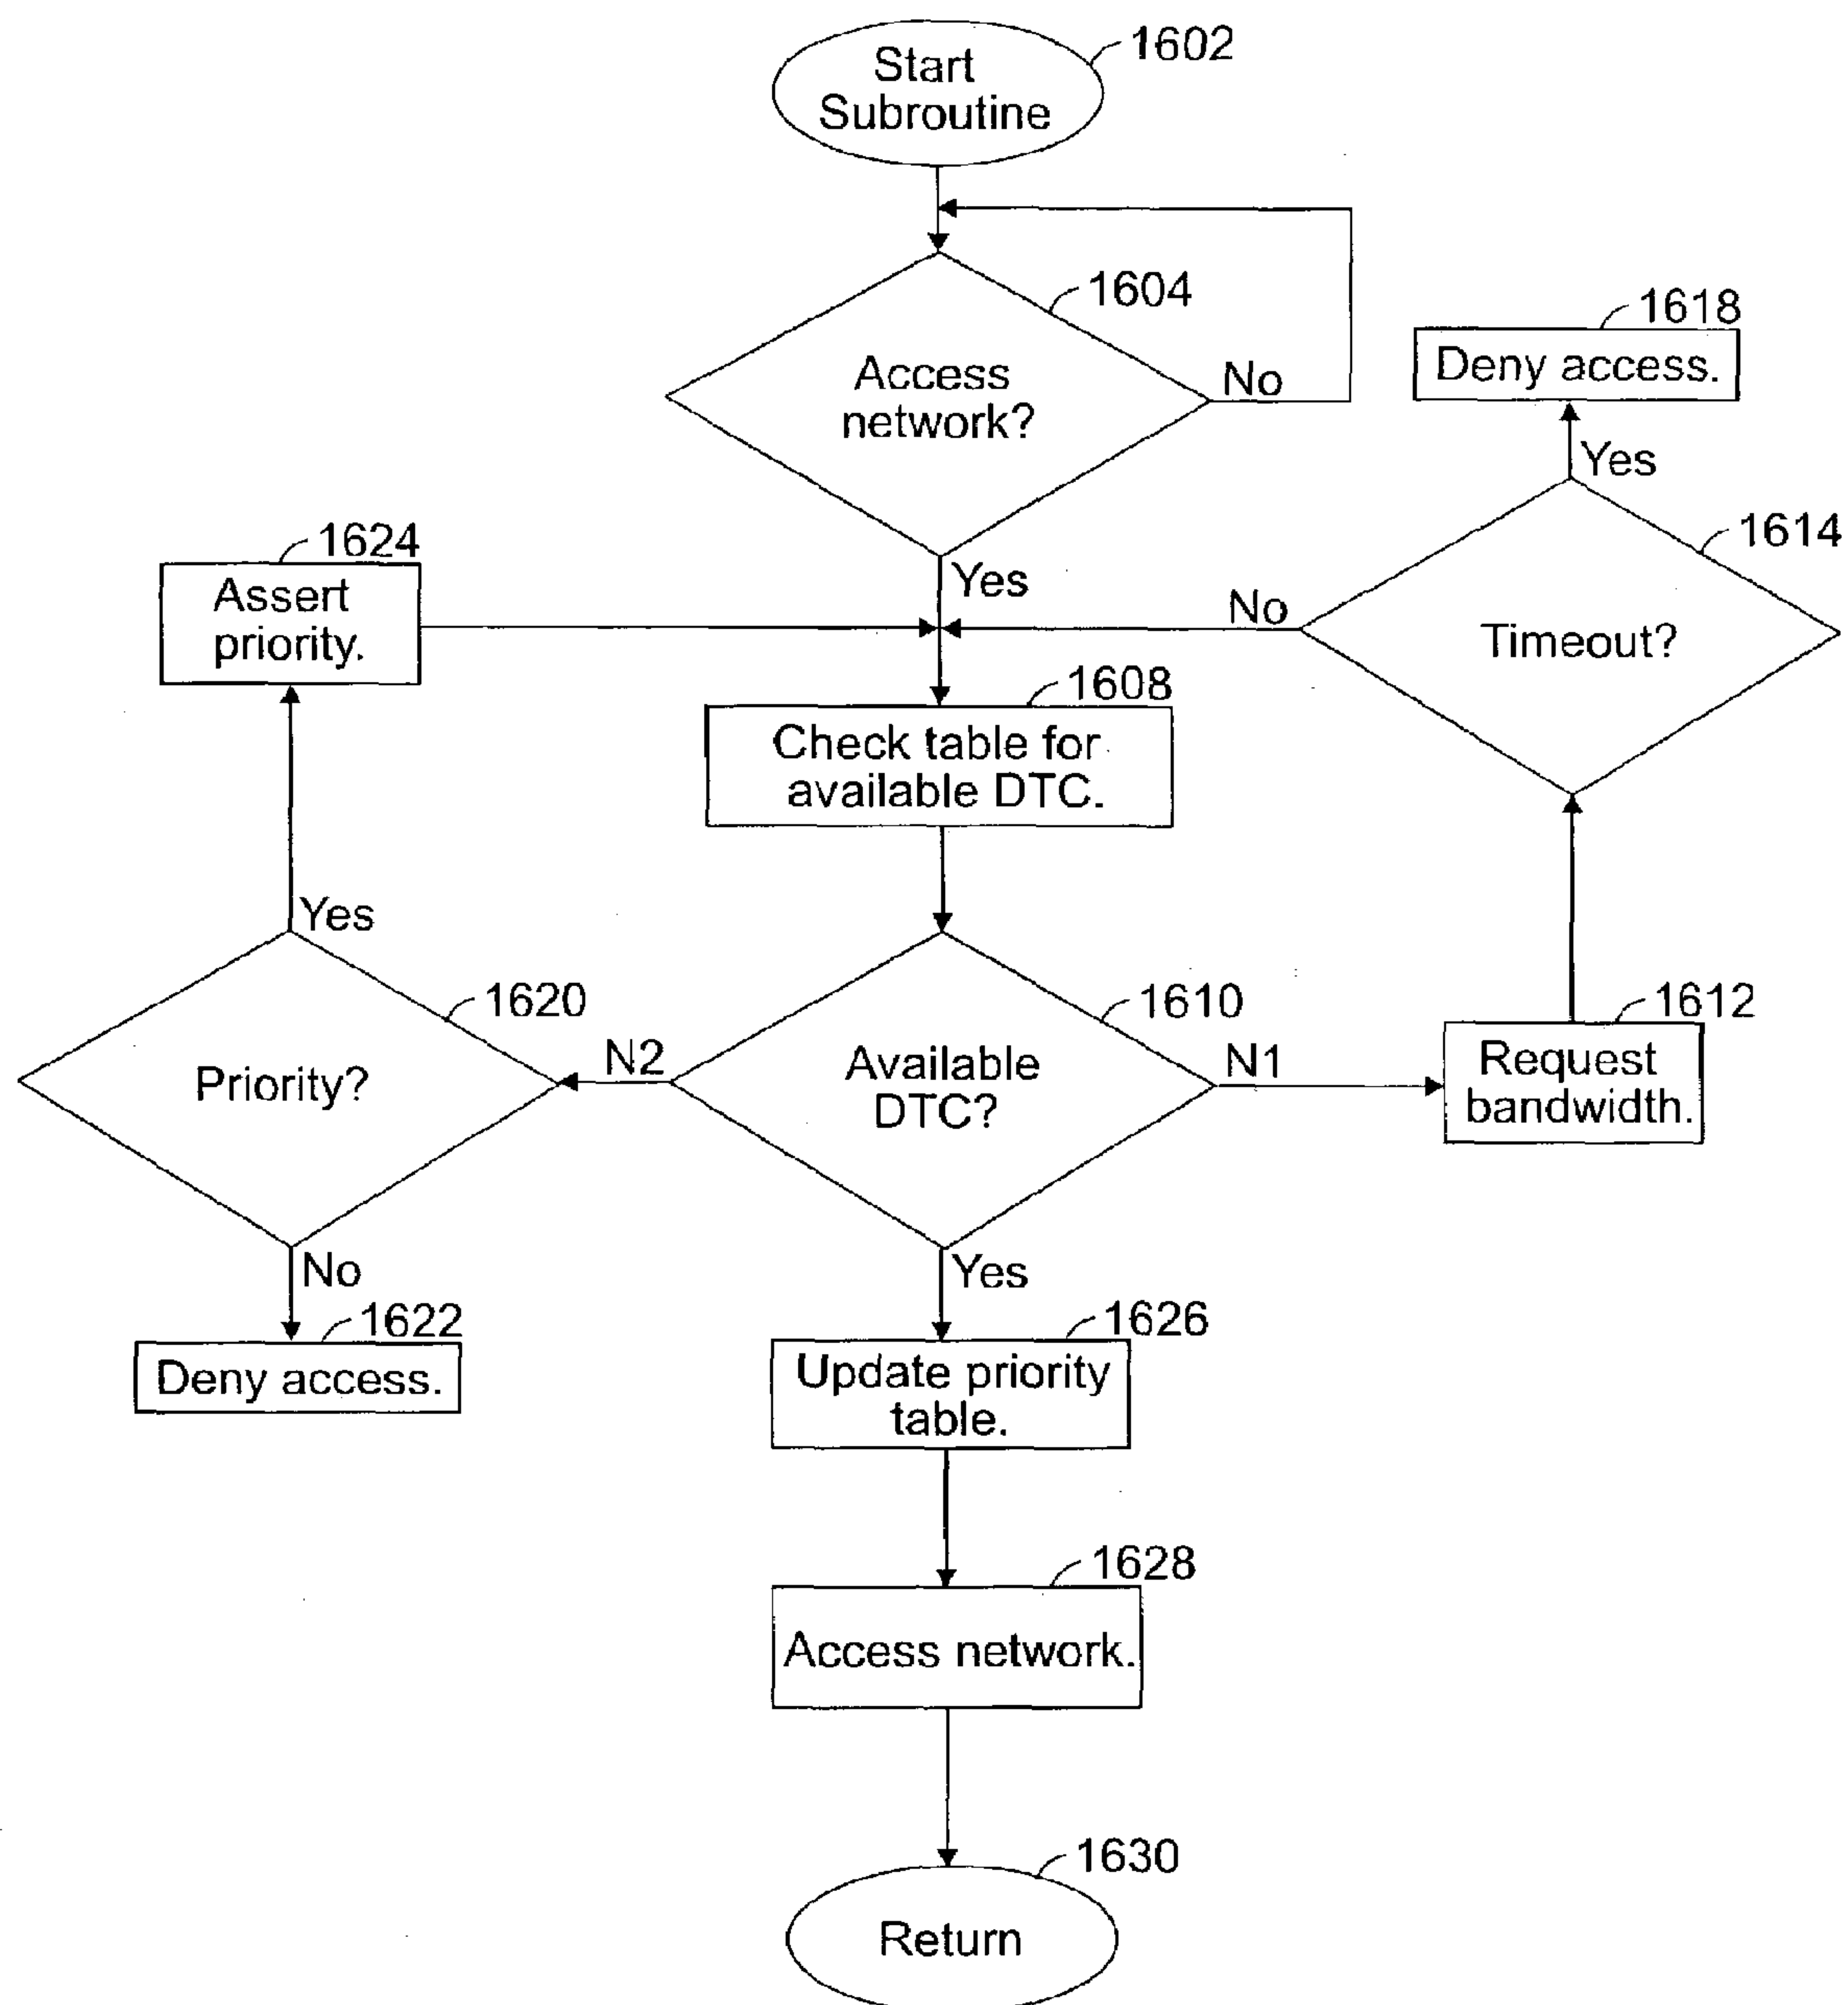 1602
Start
Subroutine
1604
Access
network?
No
1618
Deny access.
Yes
1614
Timeout?
No
1624
Assert
priority.
Yes
1608
Check table for
available DTC.
Yes
1620
Priority?
N2
1610
Available
DTC?
N1
1612
Request
bandwidth.
No
1622
Deny access.
Yes
1626
Update priority
table.
1628
Access network.
1630
Return